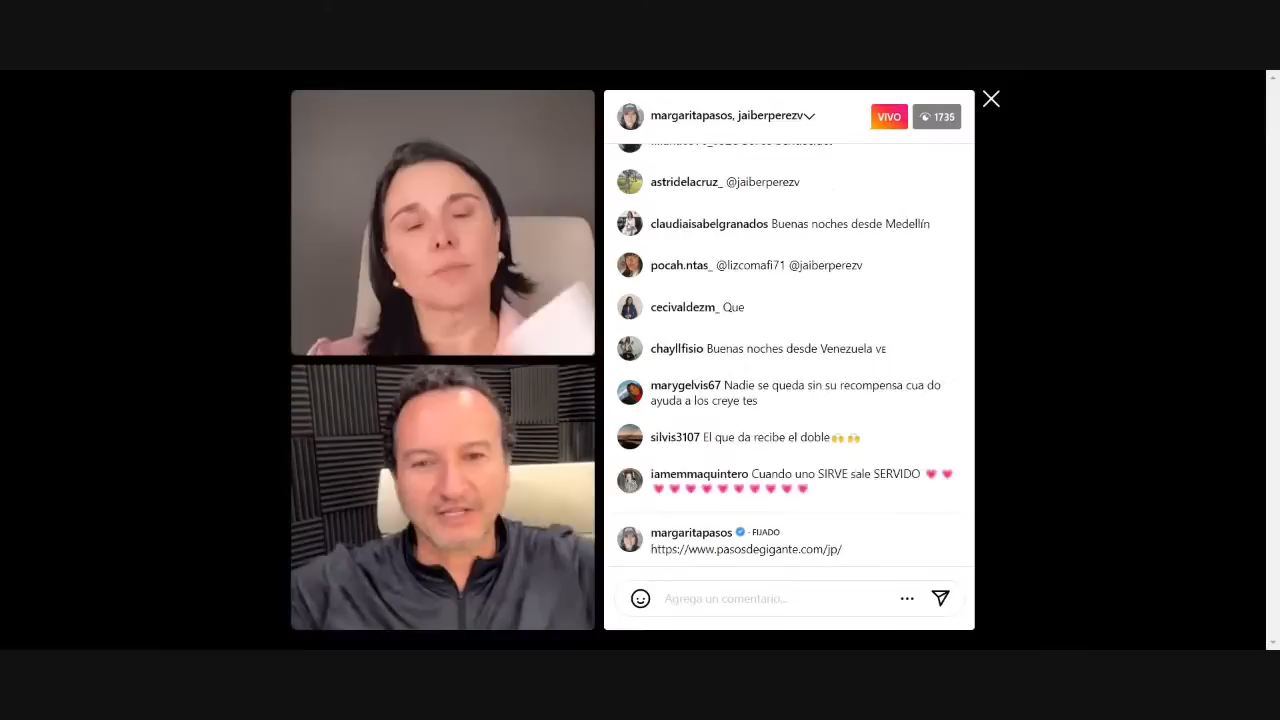 margaritapasos, jaiberperezv
VIVO
1735
astridelacruz_ @jaiberperezv
claudiaisabelgranados Buenas noches desde Medellín
pocah.ntas_ @lizcomafi71 @jaiberperezv
cecivaldezm_ Que
chayllfisio Buenas noches desde Venezuela VE
marygelvis67 Nadie se queda sin su recompensa cua do
ayuda a los creye tes
silvis3107 El que da recibe el doble🙌 🙌
iamemmaquintero Cuando uno SIRVE sale SERVIDO 💗 💗
💗 💗 💗 💗 💗 💗 💗 💗 💗 💗
margaritapasos · FIJADO
https://www.pasosdegigante.com/jp/
Agrega un comentario...